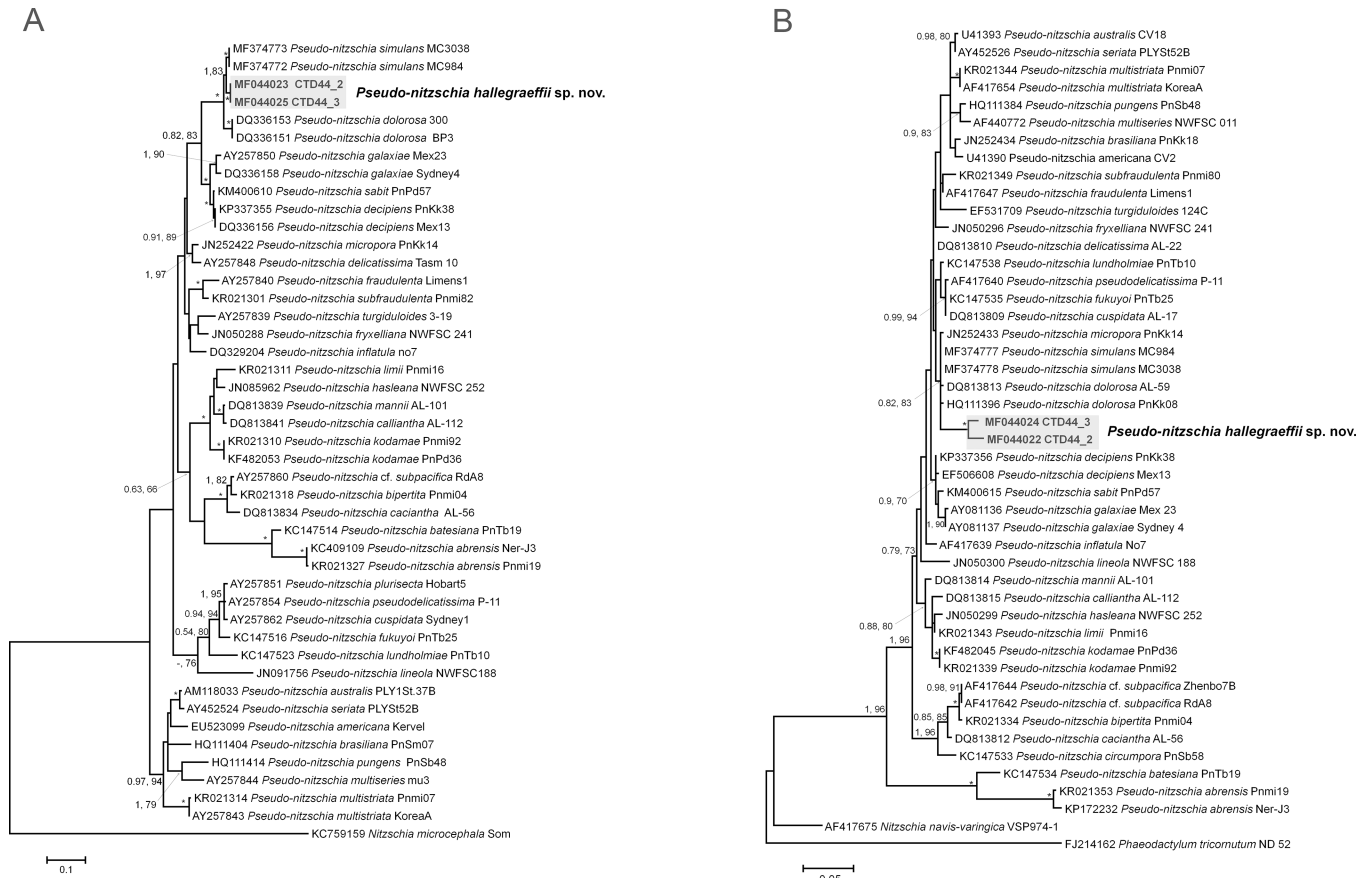 A
MF374773 Pseudo-nitzschia simulans MC3038
MF374772 Pseudo-nitzschia simulans MC984
1,83
MF044023 CTD44_2
MF044025 CTD44_3
Pseudo-nitzschia hallegraeffii sp. nov.
DQ336153 Pseudo-nitzschia dolorosa 300
DQ336151 Pseudo-nitzschia dolorosa BP3
0.82, 83
1, 90
AY257850 Pseudo-nitzschia galaxiae Mex23
DQ336158 Pseudo-nitzschia galaxiae Sydney4
KM400610 Pseudo-nitzschia sabit PnPd57
KP337355 Pseudo-nitzschia decipiens PnKk38
DQ336156 Pseudo-nitzschia decipiens Mex13
0.91, 89
JN252422 Pseudo-nitzschia micropora PnKk14
AY257848 Pseudo-nitzschia delicatissima Tasm 10
1, 97
AY257840 Pseudo-nitzschia fraudulenta Limens1
KR021301 Pseudo-nitzschia subfraudulenta Pnmi82
AY257839 Pseudo-nitzschia turgiduloides 3-19
JN050288 Pseudo-nitzschia fryxelliana NWFSC 241
DQ329204 Pseudo-nitzschia inflatula no7
KR021311 Pseudo-nitzschia limii Pnmi16
JN085962 Pseudo-nitzschia hasleana NWFSC 252
DQ813839 Pseudo-nitzschia mannii AL-101
DQ813841 Pseudo-nitzschia calliantha AL-112
KR021310 Pseudo-nitzschia kodamae Pnmi92
KF482053 Pseudo-nitzschia kodamae PnPd36
1, 82
AY257860 Pseudo-nitzschia cf. subpacifica RdA8
0.63, 66
KR021318 Pseudo-nitzschia bipertita Pnmi04
DQ813834 Pseudo-nitzschia caciantha AL-56
KC147514 Pseudo-nitzschia batesiana PnTb19
KC409109 Pseudo-nitzschia abrensis Ner-J3
KR021327 Pseudo-nitzschia abrensis Pnmi19
AY257851 Pseudo-nitzschia plurisecta Hobart5
1, 95
AY257854 Pseudo-nitzschia pseudodelicatissima P-11
0.94, 94
AY257862 Pseudo-nitzschia cuspidata Sydney1
0.54, 80
KC147516 Pseudo-nitzschia fukuyoi PnTb25
KC147523 Pseudo-nitzschia lundholmiae PnTb10
-, 76
JN091756 Pseudo-nitzschia lineola NWFSC188
AM118033 Pseudo-nitzschia australis PLY1St.37B
AY452524 Pseudo-nitzschia seriata PLYSt52B
EU523099 Pseudo-nitzschia americana Kervel
HQ111404 Pseudo-nitzschia brasiliana PnSm07
HQ111414 Pseudo-nitzschia pungens PnSb48
0.97, 94
AY257844 Pseudo-nitzschia multiseries mu3
1, 79
KR021314 Pseudo-nitzschia multistriata Pnmi07
AY257843 Pseudo-nitzschia multistriata KoreaA
KC759159 Nitzschia microcephala Som
0.1
B
0.98, 80
U41393 Pseudo-nitzschia australis CV18
AY452526 Pseudo-nitzschia seriata PLYSt52B
KR021344 Pseudo-nitzschia multistriata Pnmi07
AF417654 Pseudo-nitzschia multistriata KoreaA
HQ111384 Pseudo-nitzschia pungens PnSb48
AF440772 Pseudo-nitzschia multiseries NWFSC 011
0.9, 83
JN252434 Pseudo-nitzschia brasiliana PnKk18
U41390 Pseudo-nitzschia americana CV2
KR021349 Pseudo-nitzschia subfraudulenta Pnmi80
AF417647 Pseudo-nitzschia fraudulenta Limens1
EF531709 Pseudo-nitzschia turgiduloides 124C
JN050296 Pseudo-nitzschia fryxellana NWFSC 241
DQ813810 Pseudo-nitzschia delicatissima AL-22
KC147538 Pseudo-nitzschia lundholmiae PnTb10
AF417640 Pseudo-nitzschia pseudodelicatissima P-11
KC147535 Pseudo-nitzschia fukuyoi PnTb25
0.99, 94
DQ813809 Pseudo-nitzschia cuspidata AL-17
JN252433 Pseudo-nitzschia micropora PnKk14
MF374777 Pseudo-nitzschia simulans MC984
MF374778 Pseudo-nitzschia simulans MC3038
DQ813813 Pseudo-nitzschia dolorosa AL-59
0.82, 83
HQ111396 Pseudo-nitzschia dolorosa PnKk08
MF044024 CTD44_3
MF044022 CTD44_2
Pseudo-nitzschia hallegraeffii sp. nov.
KP337356 Pseudo-nitzschia decipiens PnKk38
EF506608 Pseudo-nitzschia decipiens Mex13
0.9, 70
KM400615 Pseudo-nitzschia sabit PnPd57
AY081136 Pseudo-nitzschia galaxiae Mex 23
1, 90
AY081137 Pseudo-nitzschia galaxiae Sydney 4
AF417639 Pseudo-nitzschia inflatula No7
0.79, 73
JN050300 Pseudo-nitzschia lineola NWFSC 188
DQ813814 Pseudo-nitzschia mannii AL-101
DQ813815 Pseudo-nitzschia calliantha AL-112
JN050299 Pseudo-nitzschia hasleana NWFSC 252
0.88, 80
KR021343 Pseudo-nitzschia limii Pnmi16
1, 96
KF482045 Pseudo-nitzschia kodamae PnPd36
KR021339 Pseudo-nitzschia kodamae Pnmi92
0.98, 91
AF417644 Pseudo-nitzschia cf. subpacifica Zhenbo7B
AF417642 Pseudo-nitzschia cf. subpacifica RdA8
1, 96
0.85, 85
KR021334 Pseudo-nitzschia bipertita Pnmi04
1, 96
DQ813812 Pseudo-nitzschia caciantha AL-56
KC147533 Pseudo-nitzschia circumpora PnSb58
KC147534 Pseudo-nitzschia batesiana PnTb19
KR021353 Pseudo-nitzschia abrensis Pnmi19
KP172232 Pseudo-nitzschia abrensis Ner-J3
AF417675 Nitzschia navis-varingica VSP974-1
FJ214162 Phaeodactylum tricornutum ND 52